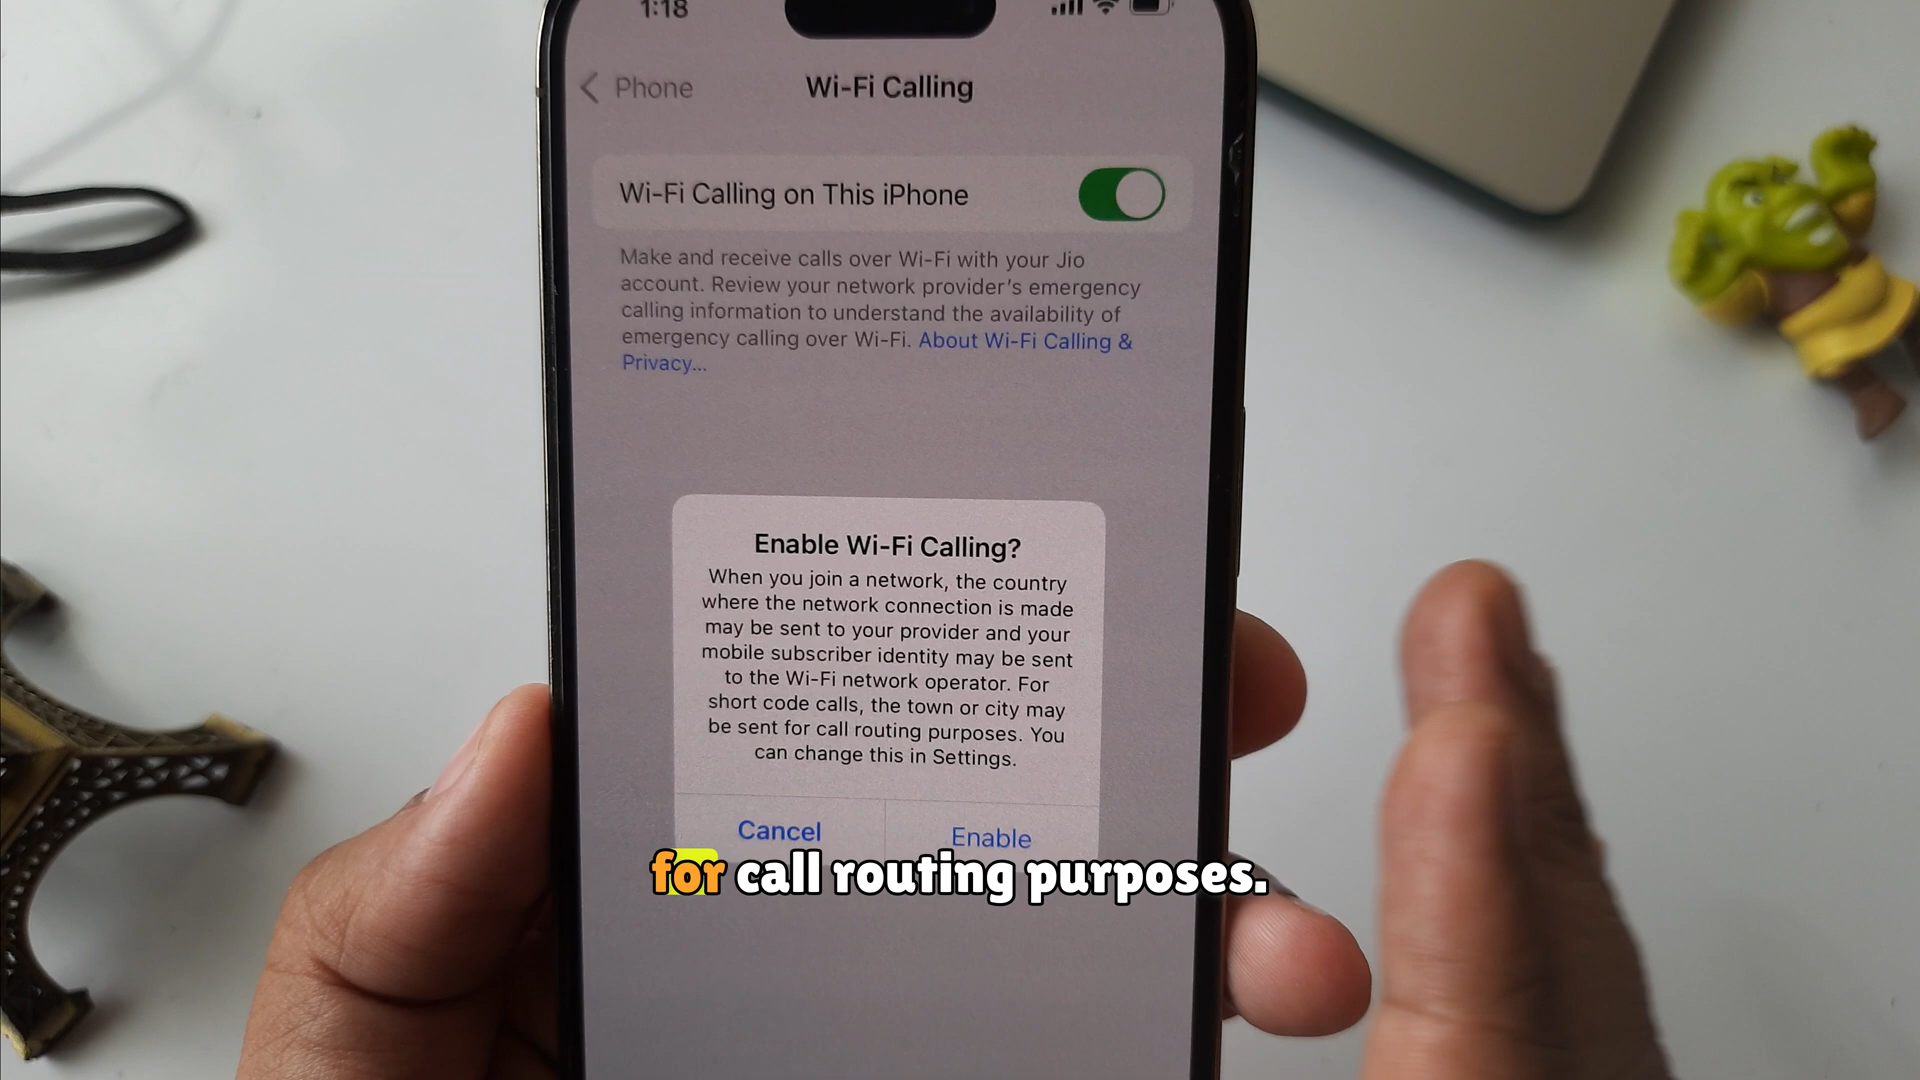 1:18
Phone
Wi-Fi Calling
Wi-Fi Calling on This iPhone
Make and receive calls over Wi-Fi with your Jio
account. Review your network provider's emergency
calling information to understand the availability of
emergency calling over Wi-Fi. About Wi-Fi Calling &
Privacy...
Enable Wi-Fi Calling?
When you join a network, the country
where the network connection is made
may be sent to your provider and your
mobile subscriber identity may be sent
to the Wi-Fi network operator. For
short code calls, the town or city may
be sent for call routing purposes. You
can change this in Settings.
Cancel
Enable
for call routing purposes.